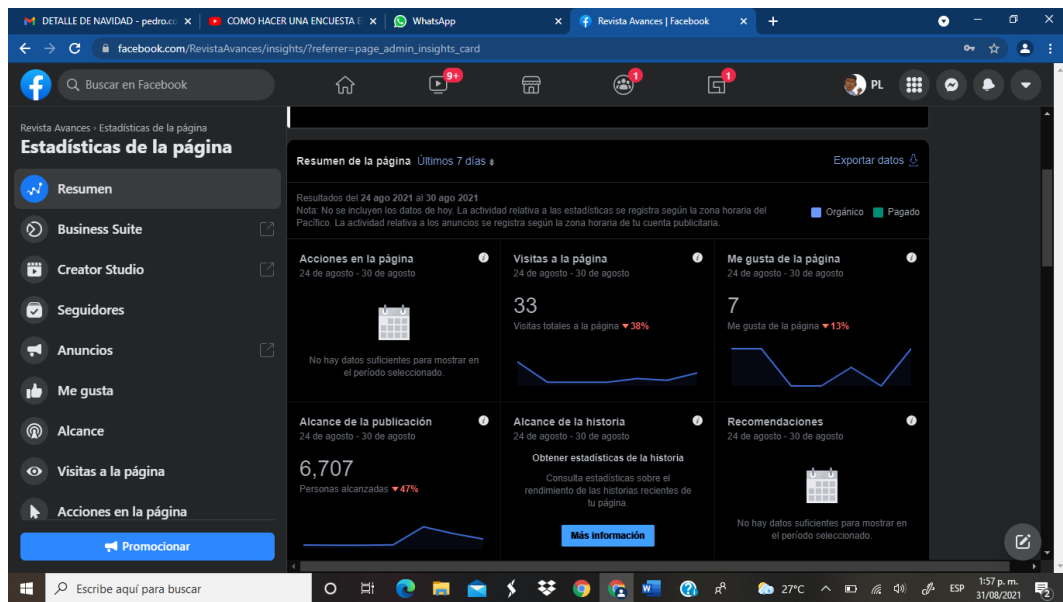 DETALLE DE NAVIDAD - pedro.co
COMO HACER UNA ENCUESTA E
WhatsApp
Revista Avances | Facebook
facebook.com/RevistaAvances/insights/?referrer=page_admin_insights_card
Buscar en Facebook
9+
1
1
PL
Revista Avances › Estadísticas de la página
Estadísticas de la página
Resumen
Business Suite
Creator Studio
Seguidores
Anuncios
Me gusta
Alcance
Visitas a la página
Acciones en la página
Promocionar
Resumen de la página Últimos 7 días
Exportar datos
Resultados del 24 ago 2021 al 30 ago 2021
Nota: No se incluyen los datos de hoy. La actividad relativa a las estadísticas se registra según la zona horaria del
Pacífico. La actividad relativa a los anuncios se registra según la zona horaria de tu cuenta publicitaria.
Orgánico Pagado
Acciones en la página
24 de agosto - 30 de agosto
No hay datos suficientes para mostrar en
el período seleccionado.
Visitas a la página
24 de agosto - 30 de agosto
33
Visitas totales a la página ▼38%
Me gusta de la página
24 de agosto - 30 de agosto
7
Me gusta de la página ▼13%
Alcance de la publicación
24 de agosto - 30 de agosto
6,707
Personas alcanzadas ▼47%
Alcance de la historia
24 de agosto - 30 de agosto
Obtener estadísticas de la historia
Consulta estadísticas sobre el
rendimiento de las historias recientes de
tu página.
Más información
Recomendaciones
24 de agosto - 30 de agosto
No hay datos suficientes para mostrar en
el período seleccionado.
Escribe aquí para buscar
27°C
ESP
1:57 p. m.
31/08/2021
2